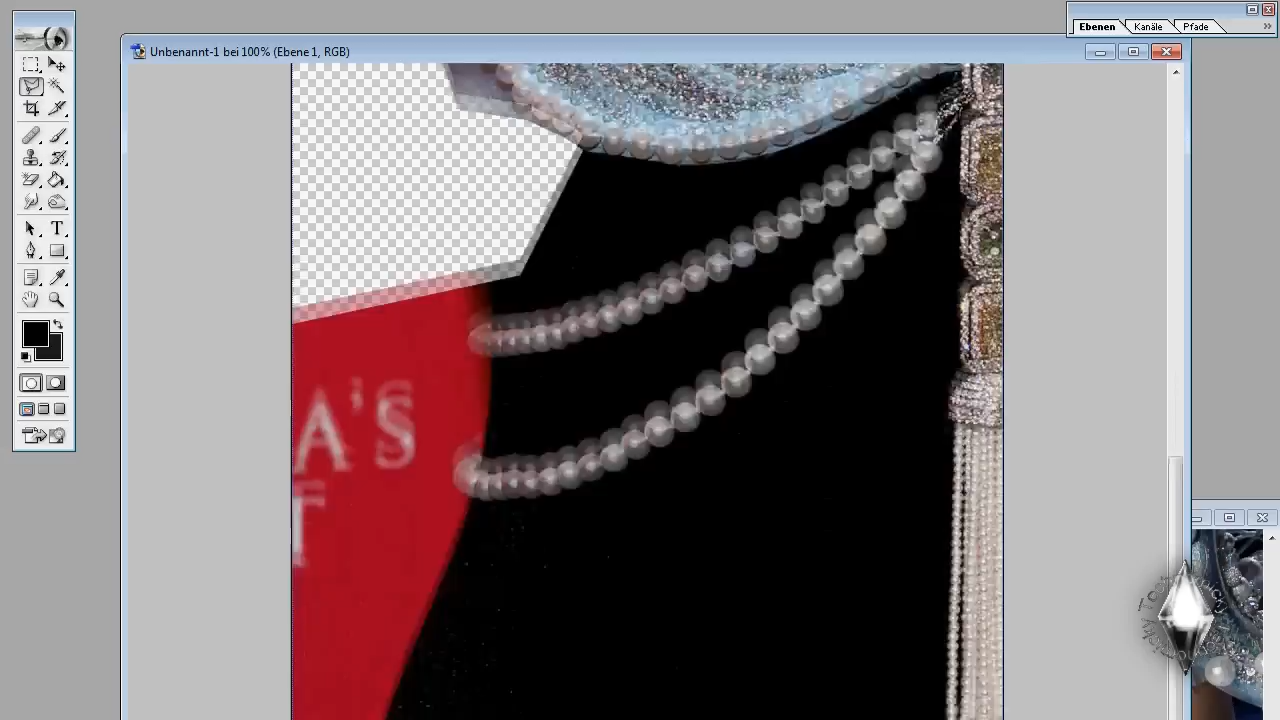 Ebenen Kanäle Pfade »
Unbenannt-1 bei 100% (Ebene 1, RGB)
T
A'S
T